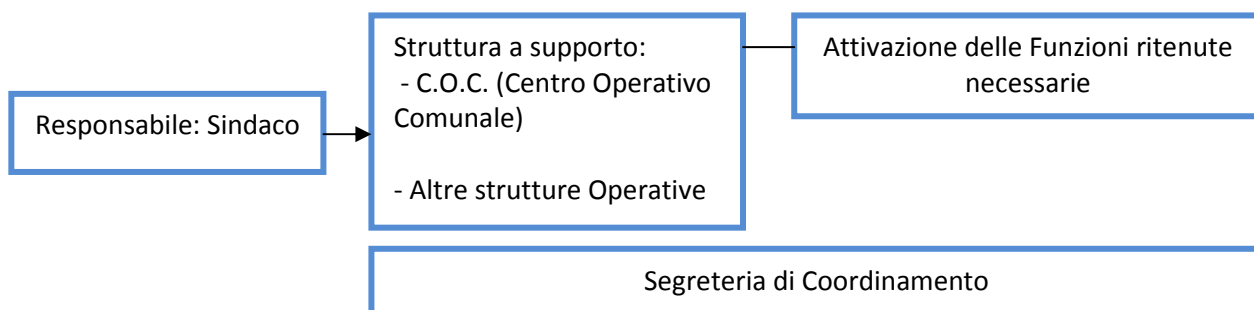 Responsabile: Sindaco
Struttura a supporto:
- C.O.C. (Centro Operativo
Comunale)
- Altre strutture Operative
Attivazione delle Funzioni ritenute
necessarie
Segreteria di Coordinamento